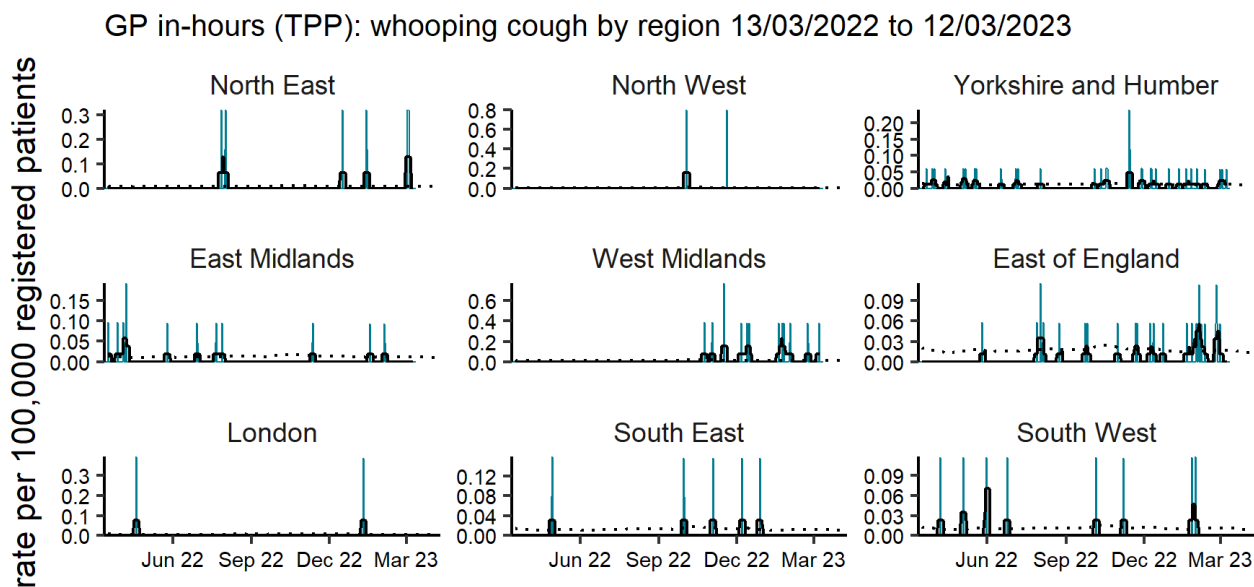 GP in-hours (TPP): whooping cough by region 13/03/2022 to 12/03/2023
rate per 100,000 registered patients
North East
0.3
0.2
0.1
0.0
North West
0.8
0.6
0.4
0.2
0.0
Yorkshire and Humber
0.20
0.15
0.10
0.05
0.00
East Midlands
0.15
0.10
0.05
0.00
West Midlands
0.6
0.4
0.2
0.0
East of England
0.09
0.06
0.03
0.00
London
0.3
0.2
0.1
0.0
Jun 22 Sep 22 Dec 22 Mar 23
South East
0.12
0.08
0.04
0.00
Jun 22 Sep 22 Dec 22 Mar 23
South West
0.09
0.06
0.03
0.00
Jun 22 Sep 22 Dec 22 Mar 23